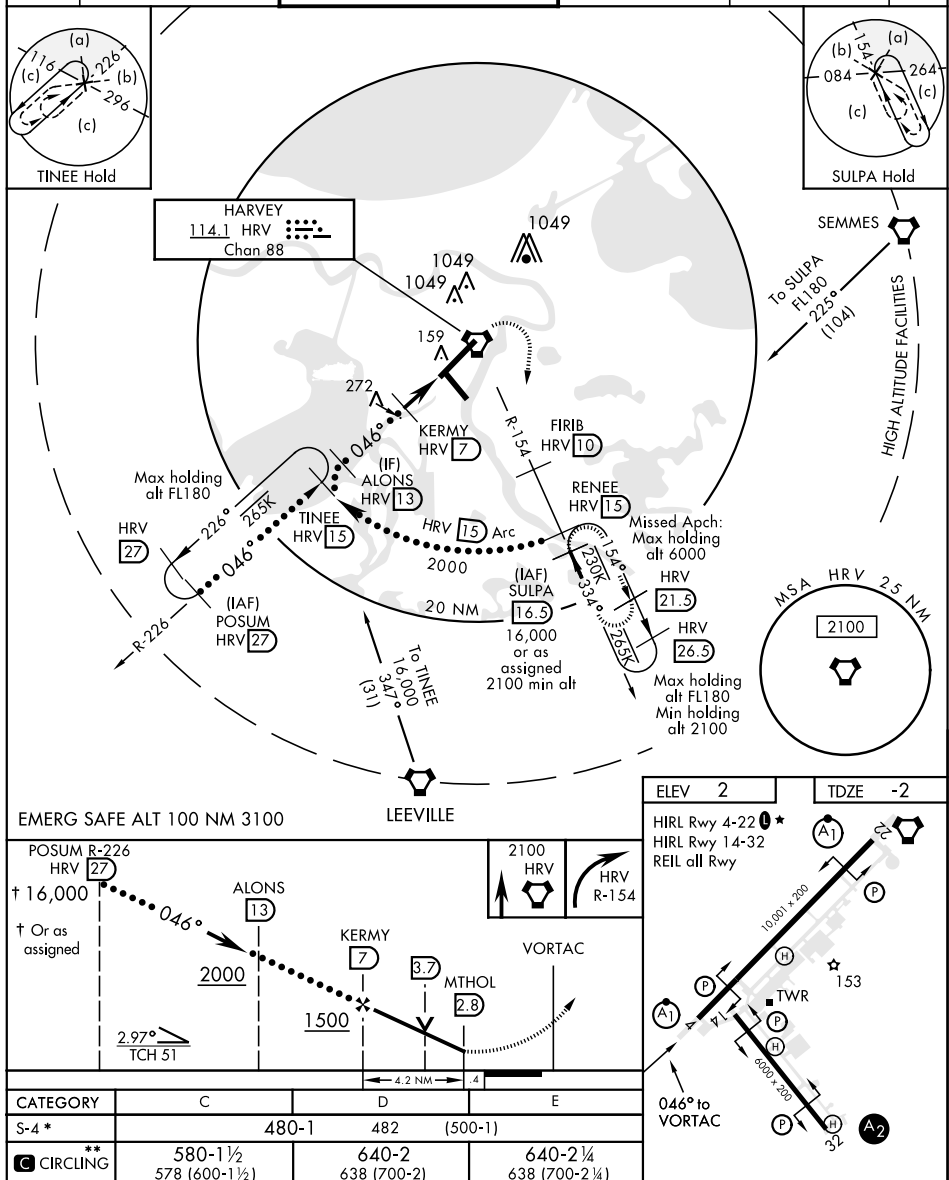 (a)
116
226
(c)
(b)
296
(c)
TINEE Hold
(a)
154
(b)
084
264
(c)
(c)
SULPA Hold
HARVEY
114.1 HRV
Chan 88
1049
1049
1049
159
272
SEMMES
To SULPA
FL180
225°
(104)
HIGH ALTITUDE FACILITIES
KERMY
HRV 7
046°
(IF)
ALONS
HRV 13
R-154
FIRIB
HRV 10
RENEE
HRV 15
Max holding
alt FL180
226°
265K
TINEE
HRV 15
HRV 15 Arc
2000
Missed Apch:
Max holding
alt 6000
HRV
27
046°
(IAF)
POSUM
HRV 27
R-226
(IAF)
SULPA
16.5
16,000
or as
assigned
2100 min alt
230K
154°
334°
265K
HRV
21.5
HRV
26.5
Max holding
alt FL180
Min holding
alt 2100
20 NM
To TINEE
16,000
347°
(31)
LEEVILLE
MSA HRV 25 NM
2100
EMERG SAFE ALT 100 NM 3100
POSUM R-226
HRV 27
† 16,000
† Or as
assigned
046°
ALONS
13
2000
KERMY
7
1500
3.7
MTHOL
2.8
VORTAC
2100
HRV
HRV
R-154
2.97°
TCH 51
4.2 NM
.4
ELEV 2
TDZE -2
HIRL Rwy 4-22 L ★
HIRL Rwy 14-32
REIL all Rwy
A1
22
P
10,001 x 200
H
153
P
TWR
A1
4
14
P
H
6000 x 200
046° to
VORTAC
P
H
32
A2
CATEGORY C D E
S-4 * 480-1 482 (500-1)
C CIRCLING ** 580-1½ 640-2 640-2¼
578 (600-1½) 638 (700-2) 638 (700-2¼)